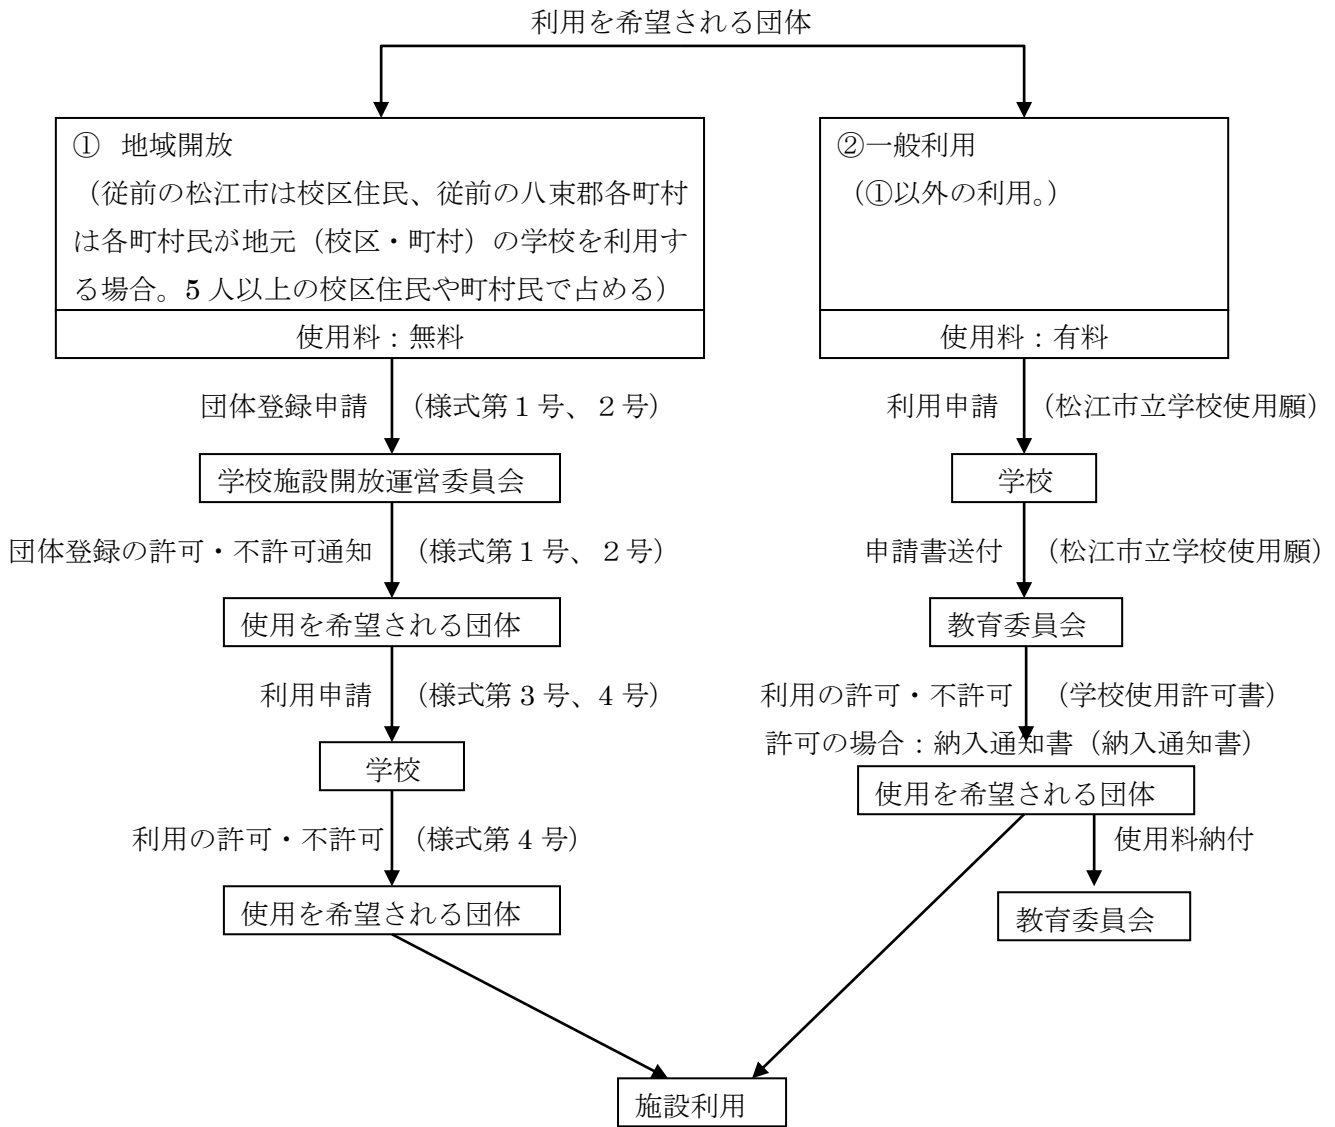 利用を希望される団体
① 地域開放
（従前の松江市は校区住民、従前の八束郡各町村
は各町村民が地元（校区・町村）の学校を利用す
る場合。5 人以上の校区住民や町村民で占める）
使用料：無料
団体登録申請 （様式第１号、２号）
学校施設開放運営委員会
団体登録の許可・不許可通知 （様式第１号、２号）
使用を希望される団体
利用申請 （様式第 3 号、4 号）
学校
利用の許可・不許可 （様式第 4 号）
使用を希望される団体
②一般利用
（①以外の利用。）
使用料：有料
利用申請 （松江市立学校使用願）
学校
申請書送付 （松江市立学校使用願）
教育委員会
利用の許可・不許可 （学校使用許可書）
許可の場合：納入通知書（納入通知書）
使用を希望される団体
使用料納付
教育委員会
施設利用